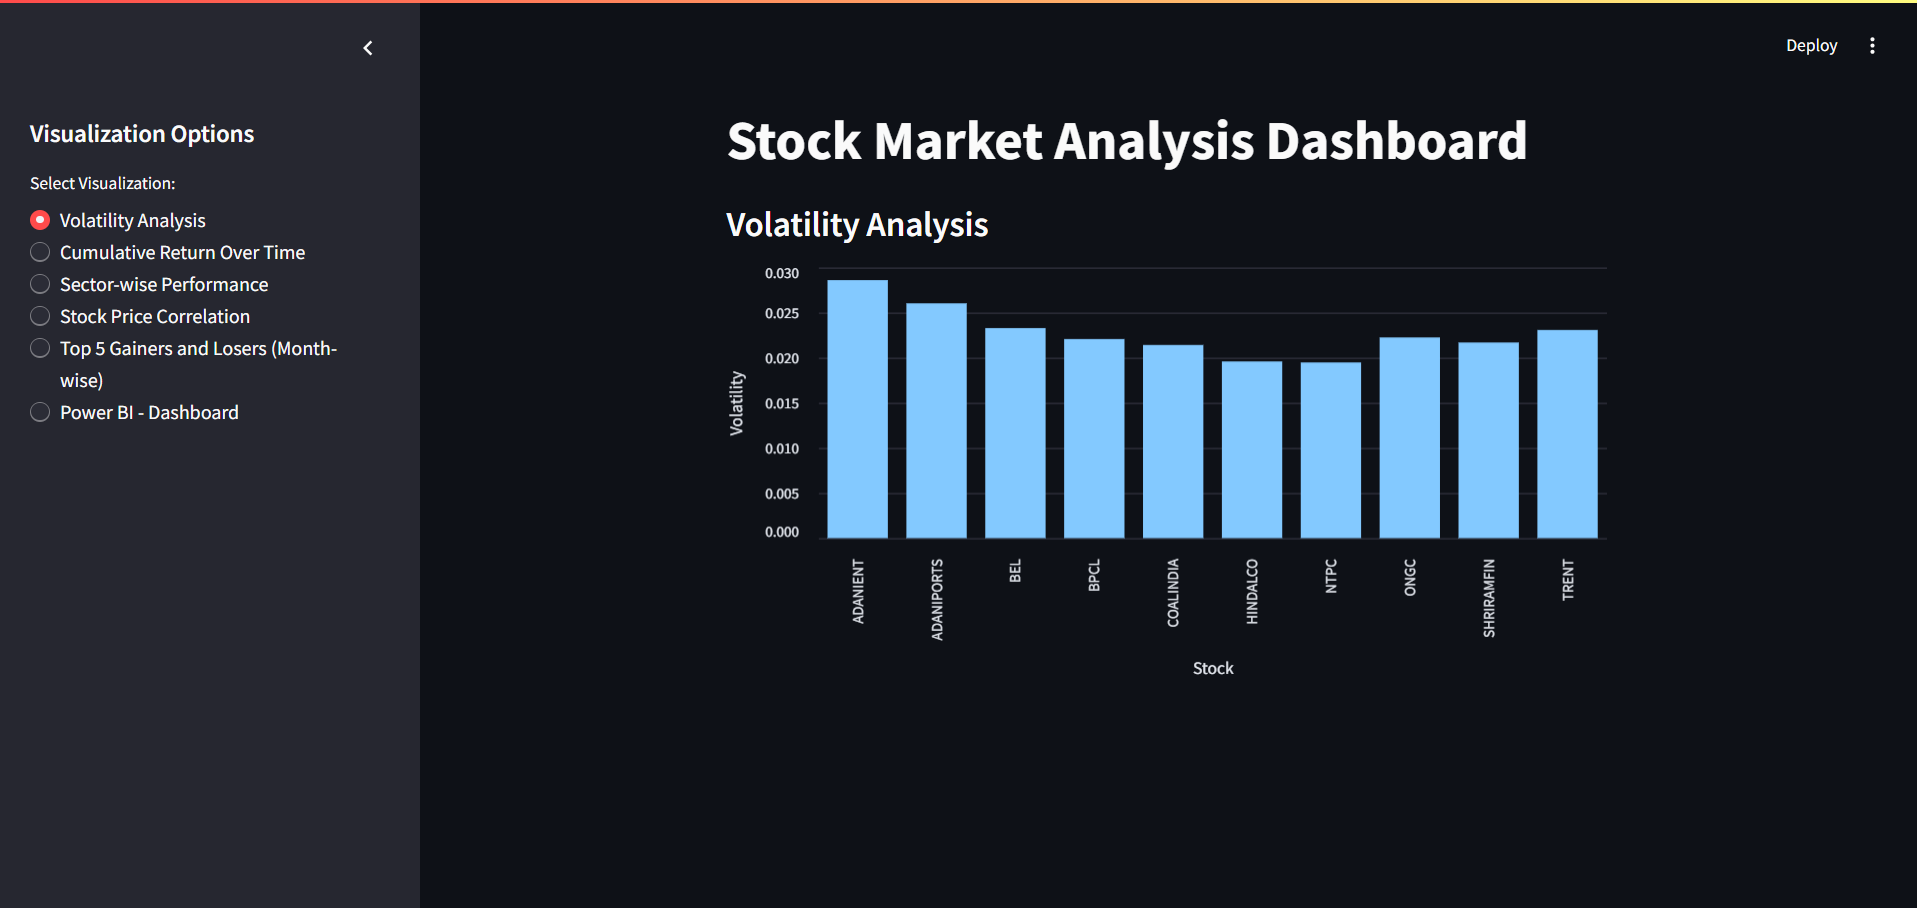 Deploy
Visualization Options
Select Visualization:
Volatility Analysis
Cumulative Return Over Time
Sector-wise Performance
Stock Price Correlation
Top 5 Gainers and Losers (Month-
wise)
Power BI - Dashboard
Stock Market Analysis Dashboard
Volatility Analysis
0.030
0.025
0.020
0.015
0.010
0.005
0.000
Volatility
ADANIENT
ADANIPORTS
BEL
BPCL
COALINDIA
HINDALCO
NTPC
ONGC
SHRIRAMFIN
TRENT
Stock